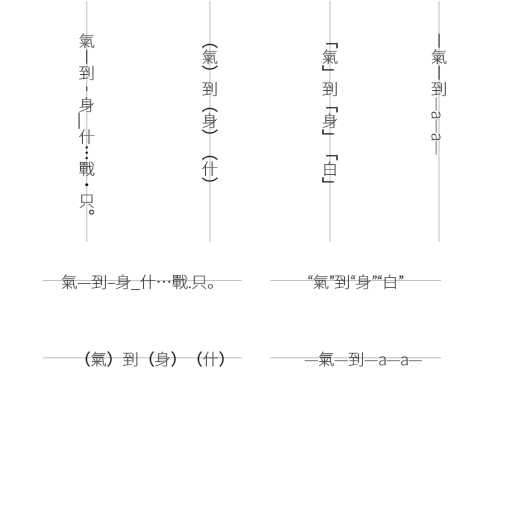 氣—到-身_什…戰・只。
（氣）到（身）（什）
「氣」到「身」「白」
—氣—到—a—a—
氣—到–身_什…戰.只。
“氣”到“身”“白”
（氣）到（身）（什）
—氣—到—a—a—